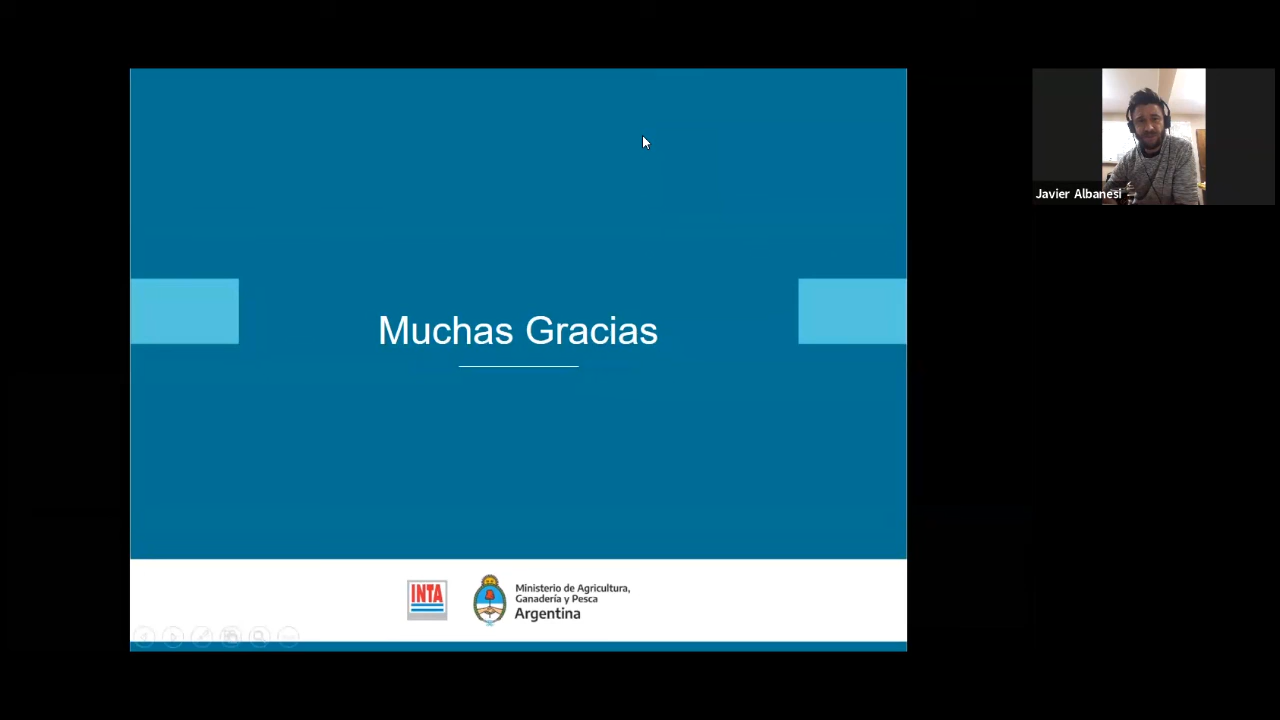 Muchas Gracias
INTA
Ministerio de Agricultura,
Ganadería y Pesca
Argentina
Javier Albanesi